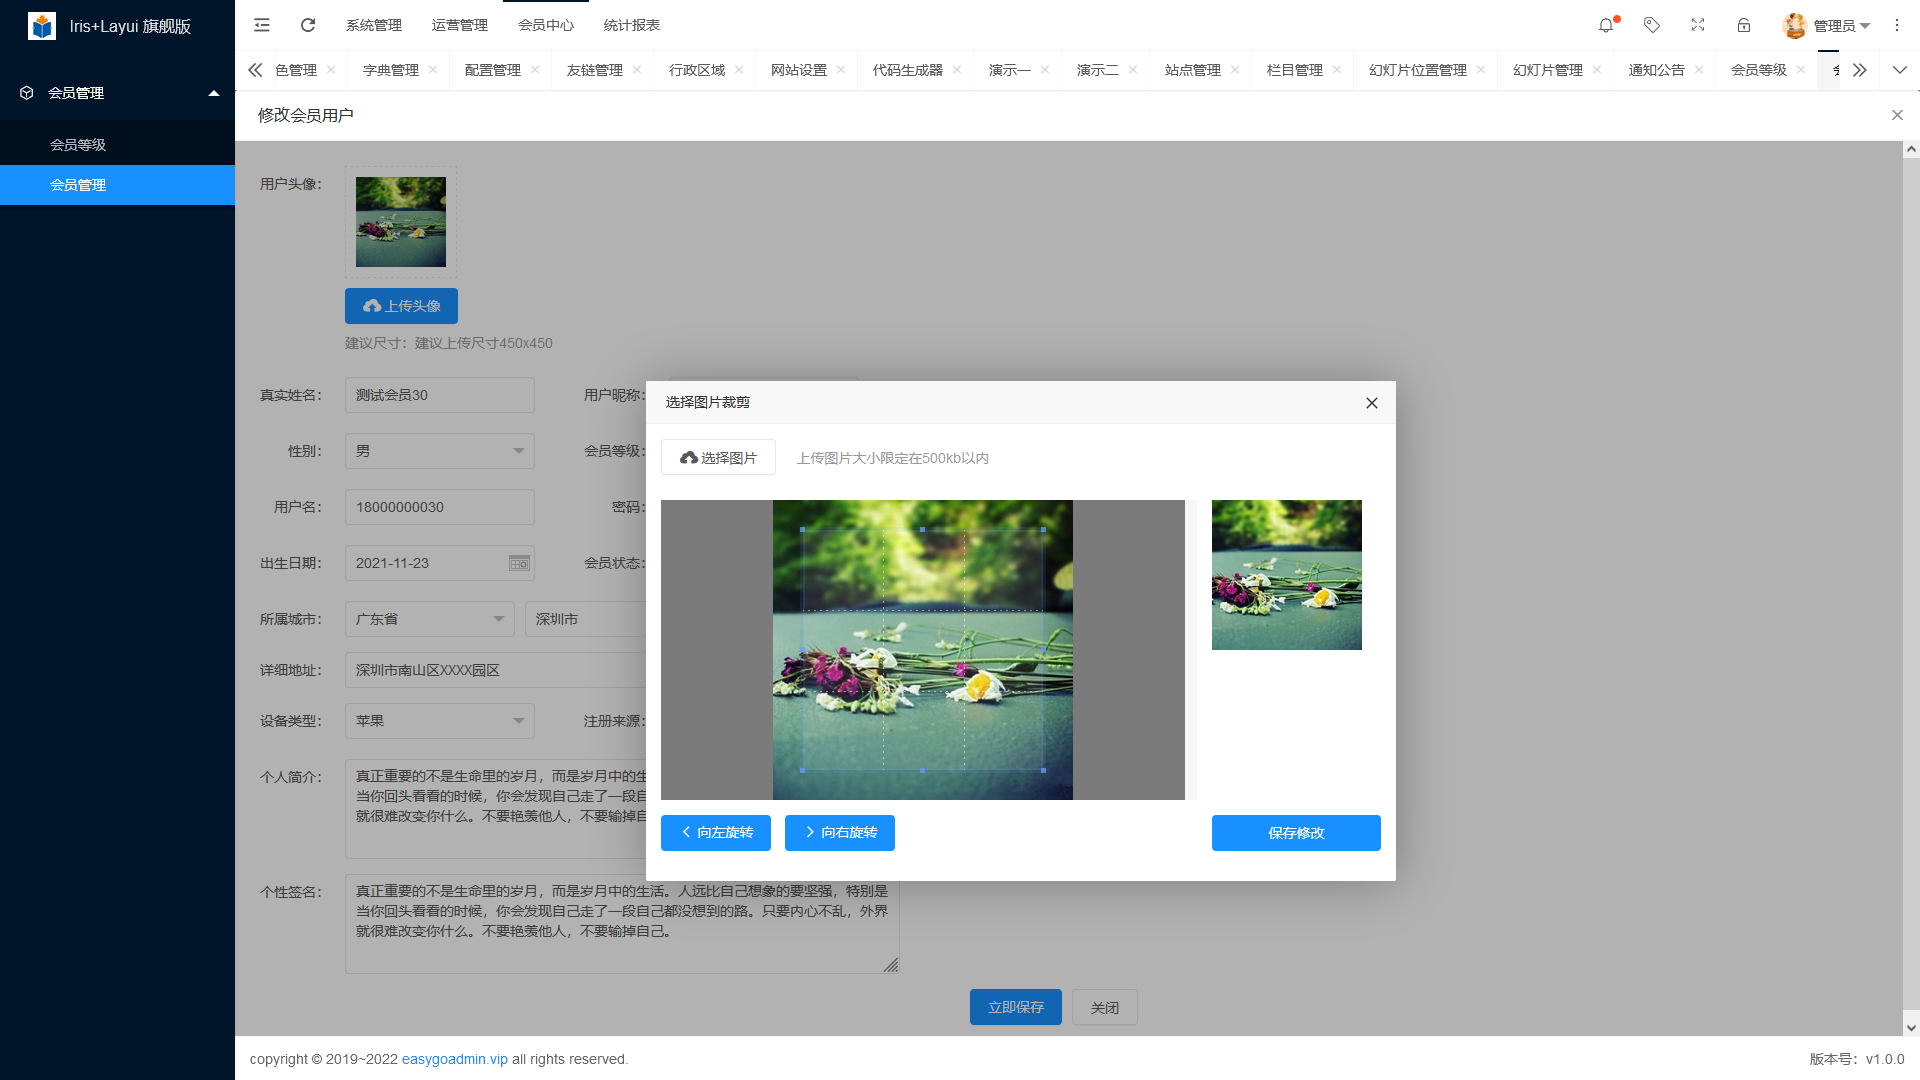 Iris+Layui 旗舰版
系统管理
运营管理
会员中心
统计报表
管理员
会员管理
会员等级
会员管理
色管理
字典管理
配置管理
友链管理
行政区域
网站设置
代码生成器
演示一
演示二
站点管理
栏目管理
幻灯片位置管理
幻灯片管理
通知公告
会员等级
修改会员用户
用户头像：
上传头像
建议尺寸：建议上传尺寸450x450
真实姓名：
测试会员30
用户昵称：
性别：
男
会员等级：
用户名：
18000000030
密码：
出生日期：
2021-11-23
会员状态：
所属城市：
广东省
深圳市
详细地址：
深圳市南山区XXXX园区
设备类型：
苹果
注册来源：
个人简介：
真正重要的不是生命里的岁月，而是岁月中的生
当你回头看看的时候，你会发现自己走了一段自
就很难改变你什么。不要艳羡他人，不要输掉自
个性签名：
真正重要的不是生命里的岁月，而是岁月中的生活。人远比自己想象的要坚强，特别是
当你回头看看的时候，你会发现自己走了一段自己都没想到的路。只要内心不乱，外界
就很难改变你什么。不要艳羡他人，不要输掉自己。
选择图片裁剪
选择图片
上传图片大小限定在500kb以内
向左旋转
向右旋转
保存修改
立即保存
关闭
copyright © 2019~2022 easygoadmin.vip all rights reserved.
版本号：v1.0.0